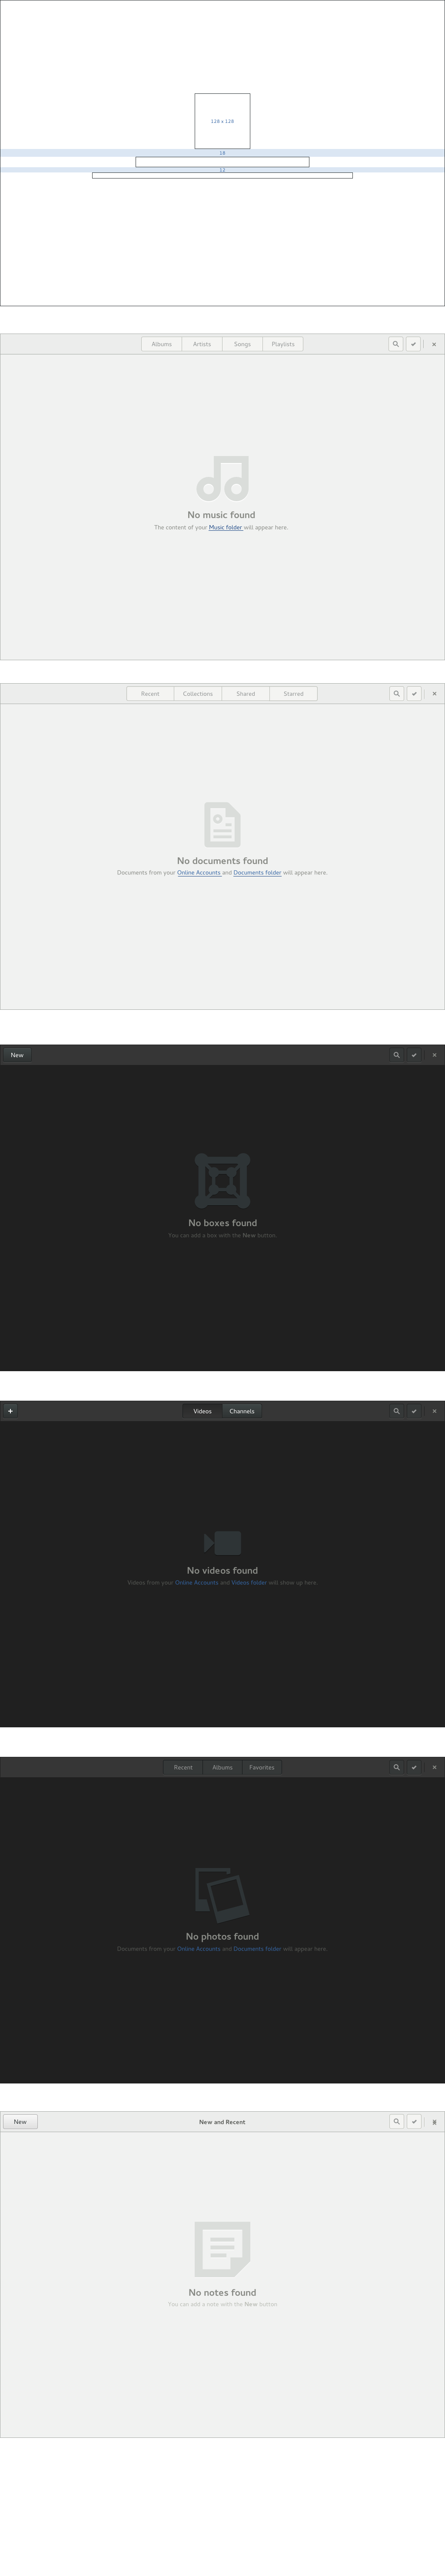 128 x 128
18
12
Albums Artists Songs Playlists
No music found
The content of your Music folder will appear here.
Recent Collections Shared Starred
No documents found
Documents from your Online Accounts and Documents folder will appear here.
New
No boxes found
You can add a box with the New button.
Videos Channels
No videos found
Videos from your Online Accounts and Videos folder will show up here.
Recent Albums Favorites
No photos found
Documents from your Online Accounts and Documents folder will appear here.
New New and Recent
No notes found
You can add a note with the New button